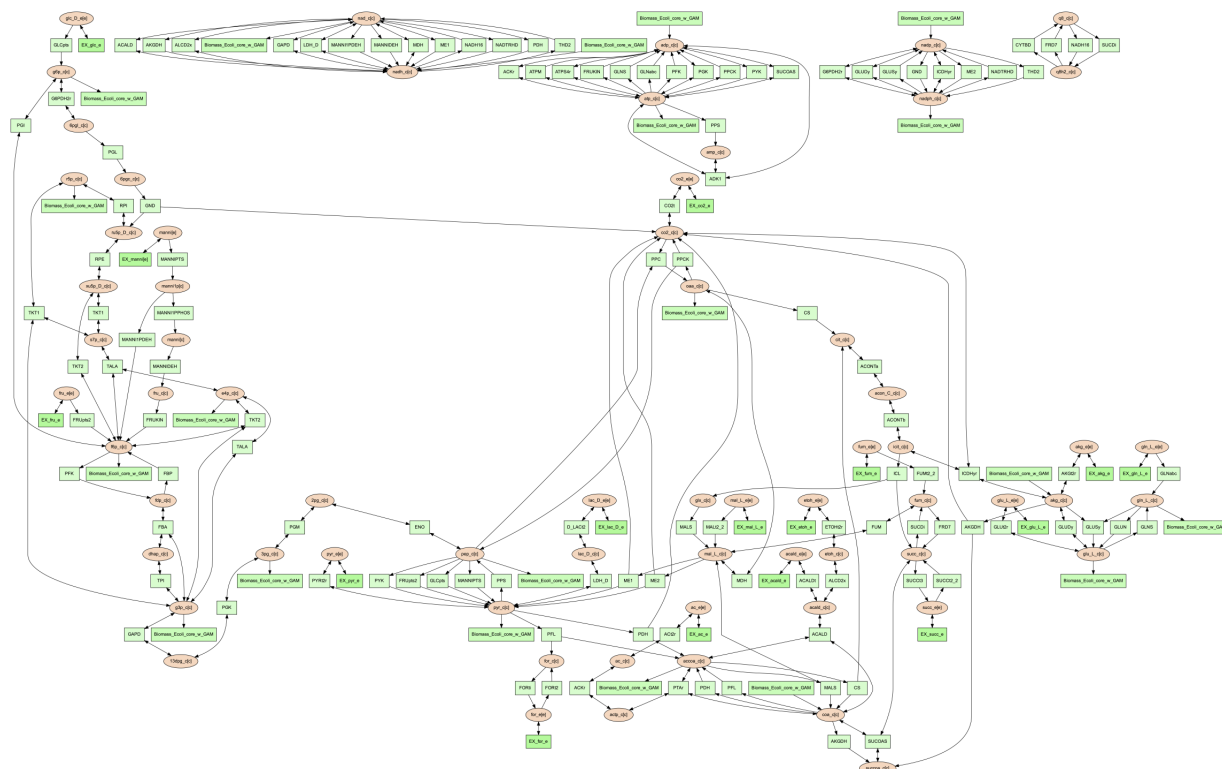 glc_D_e[e]
GLCpts
EX_glc_e
g6p_c[c]
G6PDH2r
Biomass_Ecoli_core_w_GAM
PGI
6pgl_c[c]
PGL
6pgc_c[c]
GND
r5p_c[c]
Biomass_Ecoli_core_w_GAM
RPI
ru5p_D_c[c]
RPE
xu5p_D_c[c]
TKT1
TKT1
s7p_c[c]
TKT2
TALA
mannl[e]
EX_mannl[e]
MANNIPTS
mannl1p[c]
MANNI1PPHOS
MANNI1PDEH
mannl[c]
MANNIDEH
fru_c[c]
FRUKIN
fru_e[e]
EX_fru_e
FRUpts2
e4p_c[c]
Biomass_Ecoli_core_w_GAM
TKT2
TALA
f6p_c[c]
PFK
Biomass_Ecoli_core_w_GAM
FBP
fdp_c[c]
FBA
dhap_c[c]
TPI
g3p_c[c]
GAPD
Biomass_Ecoli_core_w_GAM
13dpg_c[c]
PGK
3pg_c[c]
Biomass_Ecoli_core_w_GAM
PGM
2pg_c[c]
ENO
nad_c[c]
ACALD
AKGDH
ALCD2x
Biomass_Ecoli_core_w_GAM
GAPD
LDH_D
MANNI1PDEH
MANNIDEH
MDH
ME1
NADH16
NADTRHD
PDH
THD2
nadh_c[c]
Biomass_Ecoli_core_w_GAM
Biomass_Ecoli_core_w_GAM
adp_c[c]
ACKr
ATPM
ATPS4r
FRUKIN
GLNS
GLNabc
PFK
PGK
PPCK
PYK
SUCOAS
atp_c[c]
Biomass_Ecoli_core_w_GAM
PPS
amp_c[c]
ADK1
Biomass_Ecoli_core_w_GAM
nadp_c[c]
G6PDH2r
GLUDy
GLUSy
GND
ICDHyr
ME2
NADTRHD
THD2
nadph_c[c]
Biomass_Ecoli_core_w_GAM
q8_c[c]
CYTBD
FRD7
NADH16
SUCDi
q8h2_c[c]
co2_e[e]
CO2t
EX_co2_e
co2_c[c]
PPC
PPCK
oaa_c[c]
Biomass_Ecoli_core_w_GAM
CS
cit_c[c]
ACONTa
acon_C_c[c]
ACONTb
icit_c[c]
ICL
ICDHyr
fum_e[e]
EX_fum_e
FUMt2_2
fum_c[c]
FUM
SUCDi
FRD7
succ_c[c]
SUCCt3
SUCCt2_2
succ_e[e]
EX_succ_e
AKGDH
akg_e[e]
Biomass_Ecoli_core_w_GAM
AKGt2r
EX_akg_e
akg_c[c]
gln_L_e[e]
EX_gln_L_e
GLNabc
gln_L_c[c]
glu_L_e[e]
GLUt2r
EX_glu_L_e
GLUDy
GLUSy
GLUN
GLNS
Biomass_Ecoli_core_w_GAM
glu_L_c[c]
Biomass_Ecoli_core_w_GAM
glx_c[c]
MALS
mal_L_e[e]
MALt2_2
EX_mal_L_e
mal_L_c[c]
MDH
etoh_e[e]
EX_etoh_e
ETOHt2r
etoh_c[c]
ALCD2x
acald_e[e]
EX_acald_e
ACALDt
acald_c[c]
ACALD
lac_D_e[e]
D_LACt2
EX_lac_D_e
lac_D_c[c]
LDH_D
ME1
ME2
pyr_e[e]
PYRt2r
EX_pyr_e
pep_c[c]
PYK
FRUpts2
GLCpts
MANNIPTS
PPS
Biomass_Ecoli_core_w_GAM
pyr_c[c]
Biomass_Ecoli_core_w_GAM
PFL
PDH
for_c[c]
FORti
FORt2
for_e[e]
EX_for_e
ac_e[e]
ACt2r
EX_ac_e
ac_c[c]
ACKr
actp_c[c]
accoa_c[c]
Biomass_Ecoli_core_w_GAM
PTAr
PDH
PFL
Biomass_Ecoli_core_w_GAM
MALS
CS
coa_c[c]
AKGDH
SUCOAS
succoa_c[c]